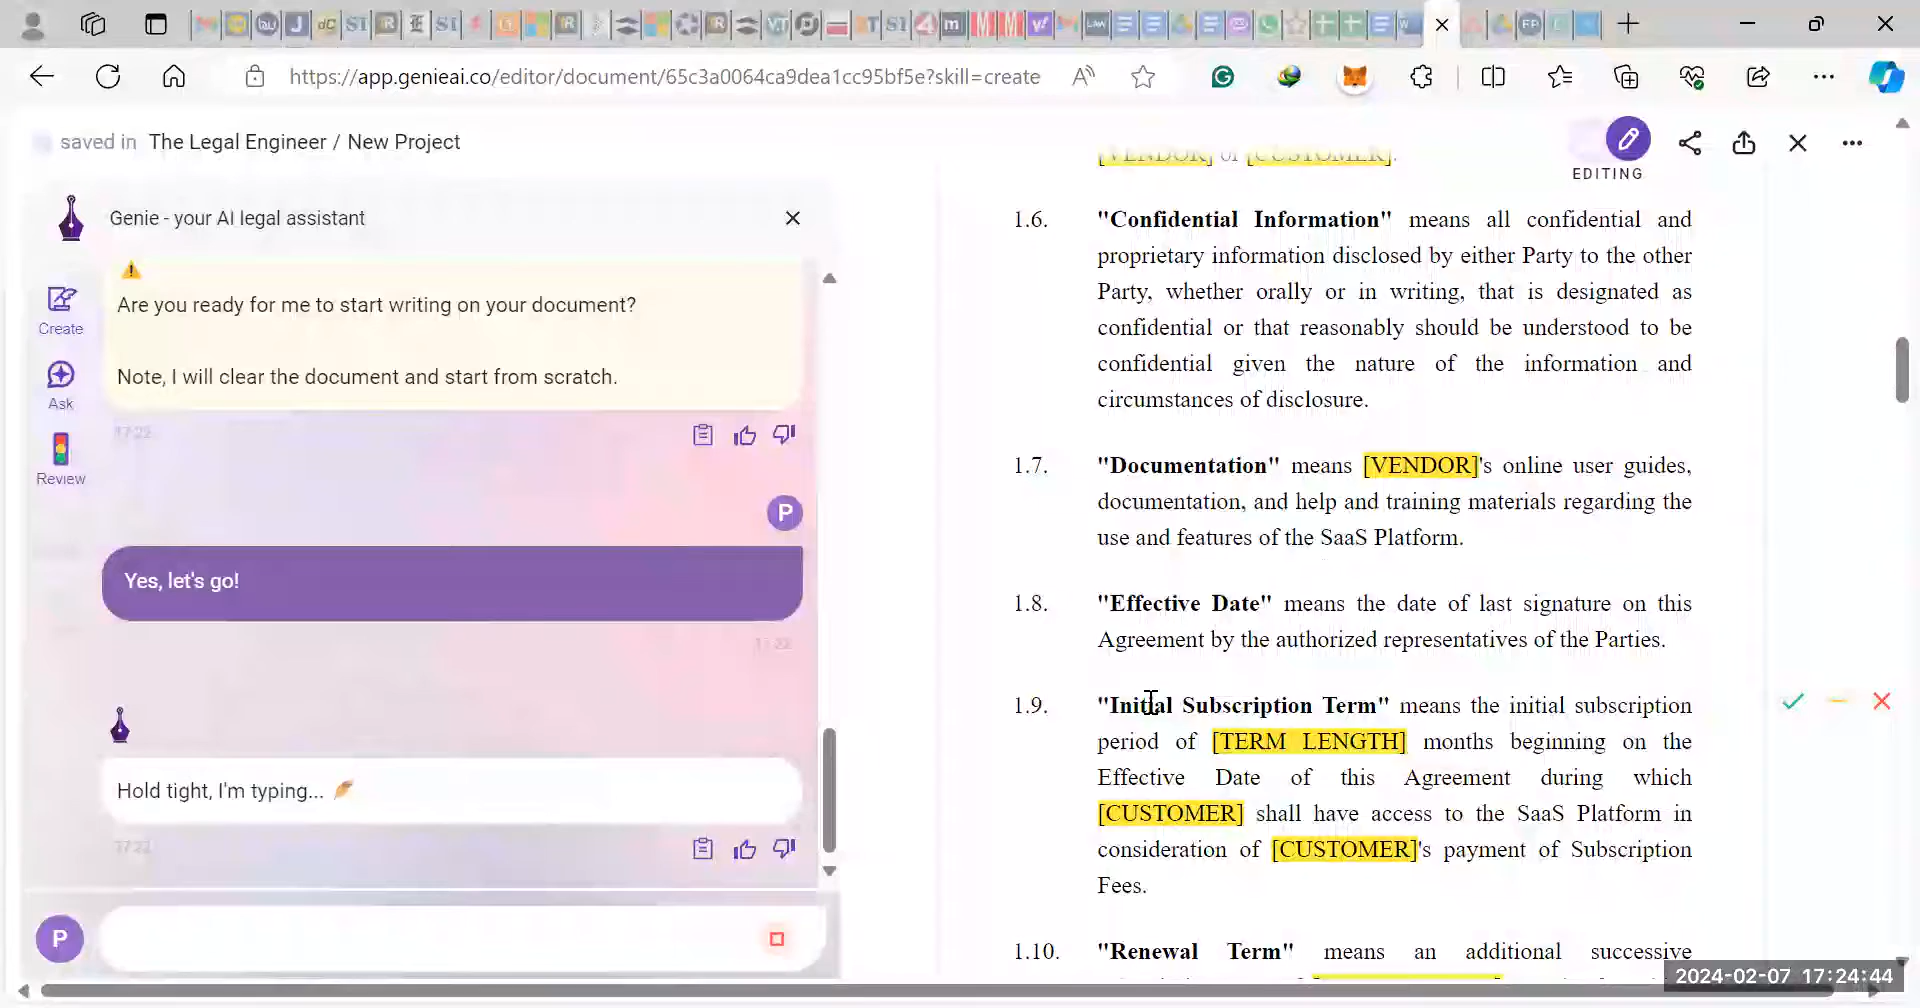 https://app.genieai.co/editor/document/65c3a0064ca9dea1cc95bf5e?skill=create
saved in The Legal Engineer / New Project
EDITING
Genie - your AI legal assistant
Create
Ask
Review
Are you ready for me to start writing on your document?
Note, I will clear the document and start from scratch.
17:22
P
Yes, let's go!
17:22
Hold tight, I'm typing...
17:22
P
[VENDOR] or [CUSTOMER].
1.6. "Confidential Information" means all confidential and
proprietary information disclosed by either Party to the other
Party, whether orally or in writing, that is designated as
confidential or that reasonably should be understood to be
confidential given the nature of the information and
circumstances of disclosure.
1.7. "Documentation" means [VENDOR]'s online user guides,
documentation, and help and training materials regarding the
use and features of the SaaS Platform.
1.8. "Effective Date" means the date of last signature on this
Agreement by the authorized representatives of the Parties.
1.9. "Initial Subscription Term" means the initial subscription
period of [TERM LENGTH] months beginning on the
Effective Date of this Agreement during which
[CUSTOMER] shall have access to the SaaS Platform in
consideration of [CUSTOMER]'s payment of Subscription
Fees.
1.10. "Renewal Term" means an additional successive
2024-02-07 17:24:44